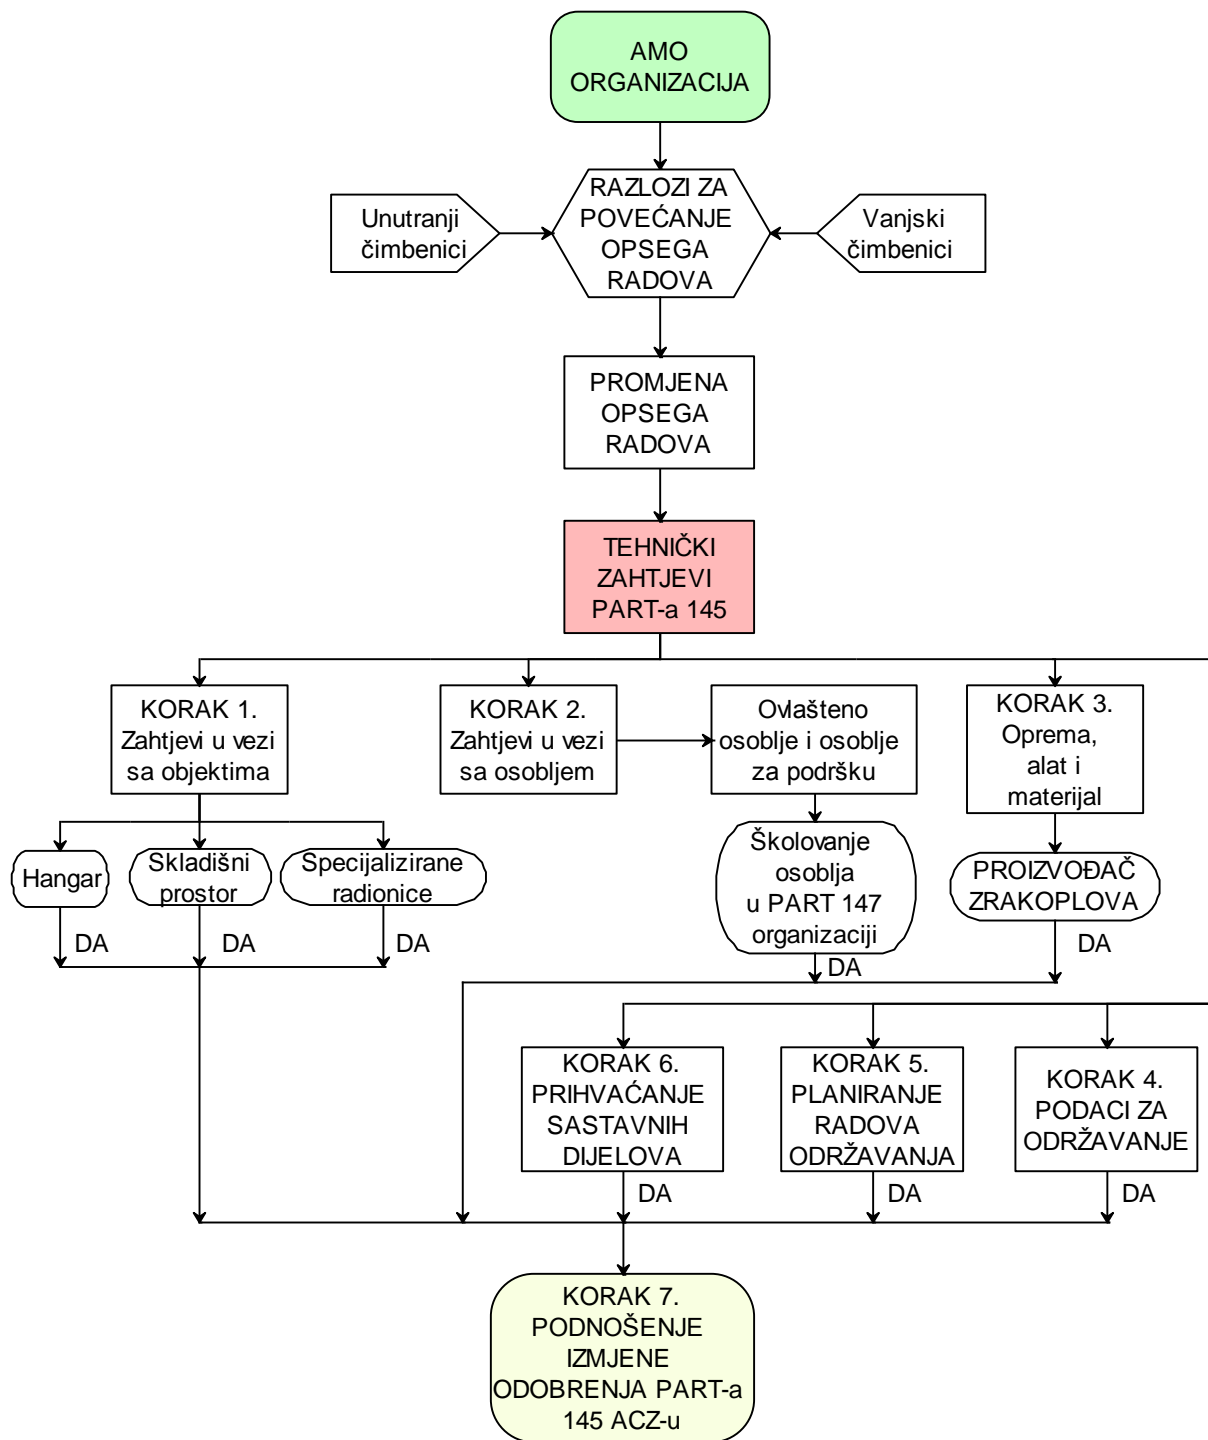 AMO
ORGANIZACIJA
RAZLOZI ZA
POVEĆANJE
OPSEGA
RADOVA
Unutranji
čimbenici
Vanjski
čimbenici
PROMJENA
OPSEGA
RADOVA
TEHNIČKI
ZAHTJEVI
PART-a 145
KORAK 1.
Zahtjevi u vezi
sa objektima
KORAK 2.
Zahtjevi u vezi
sa osobljem
Ovlašteno
osoblje i osoblje
za podršku
KORAK 3.
Oprema,
alat i
materijal
Hangar
Skladišni
prostor
Specijalizirane
radionice
Školovanje
osoblja
u PART 147
organizaciji
PROIZVOĐAČ
ZRAKOPLOVA
DA
DA
DA
DA
DA
KORAK 6.
PRIHVAĆANJE
SASTAVNIH
DIJELOVA
KORAK 5.
PLANIRANJE
RADOVA
ODRŽAVANJA
KORAK 4.
PODACI ZA
ODRŽAVANJE
DA
DA
DA
KORAK 7.
PODNOŠENJE
IZMJENE
ODOBRENJA PART-a
145 ACZ-u